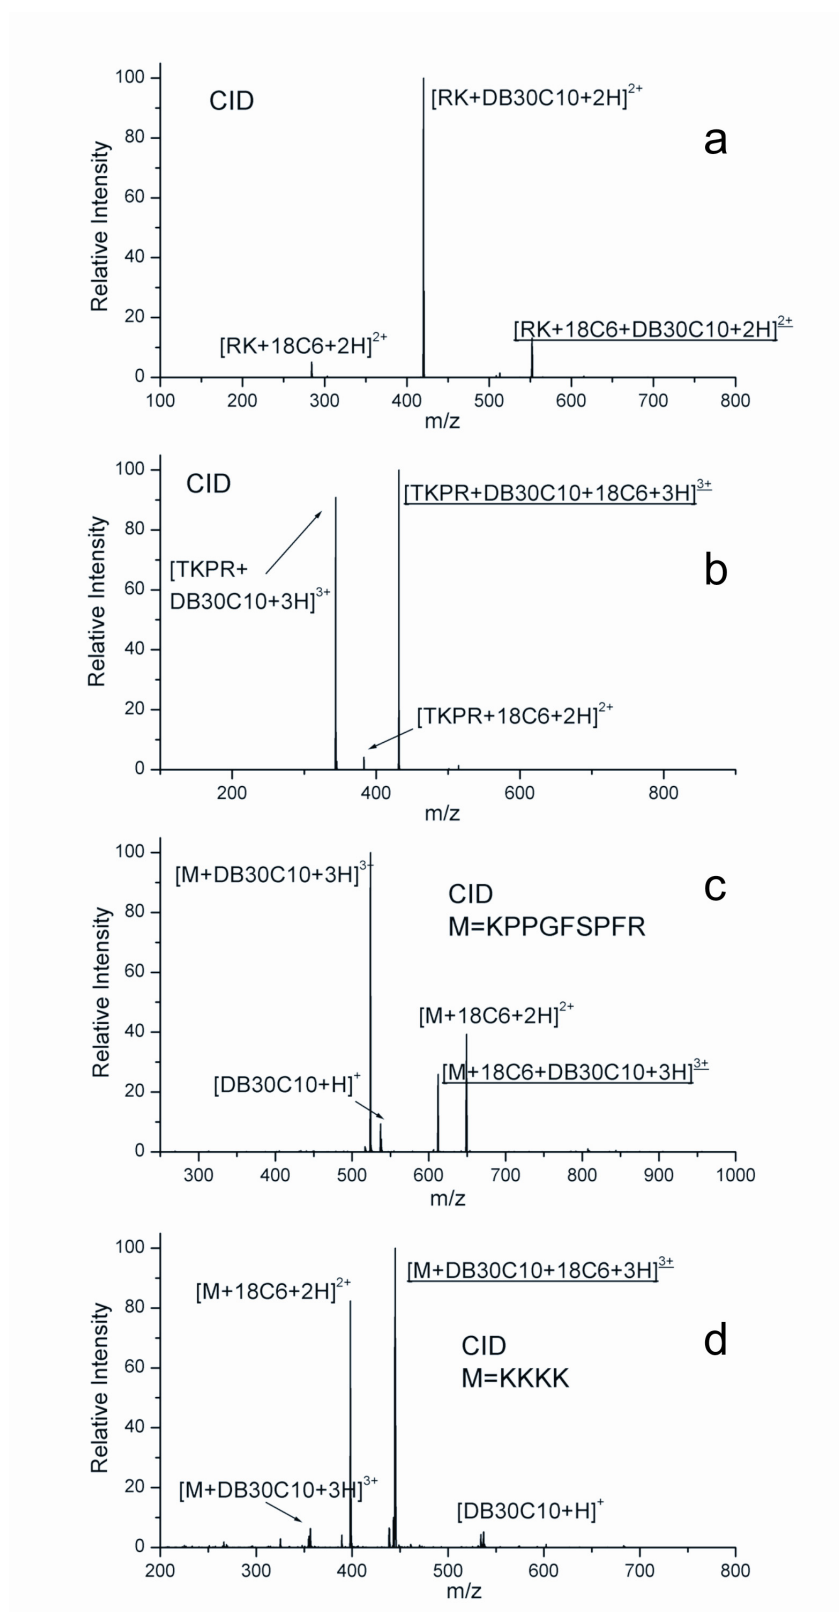 100
CID
[RK+DB30C10+2H]2+
a
80
60
40
20
[RK+18C6+2H]2+
[RK+18C6+DB30C10+2H]2+
0
Relative Intensity
100 200 300 400 500 600 700 800
m/z
100
CID
[TKPR+DB30C10+18C6+3H]3+
80
[TKPR+
DB30C10+3H]3+
b
60
40
20
[TKPR+18C6+2H]2+
0
Relative Intensity
200 400 600 800
m/z
100
[M+DB30C10+3H]3+
CID
M=KPPGFSPFR
c
80
60
40
[M+18C6+2H]2+
[DB30C10+H]+
[M+18C6+DB30C10+3H]3+
20
0
Relative Intensity
300 400 500 600 700 800 900 1000
m/z
100
[M+18C6+2H]2+
[M+DB30C10+18C6+3H]3+
80
CID
M=KKKK
d
60
40
20
[M+DB30C10+3H]3+
[DB30C10+H]+
0
Relative Intensity
200 300 400 500 600 700 800
m/z